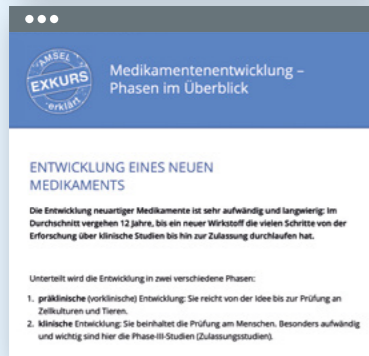 AMSEL
EXKURS
erklärt
Medikamentenentwicklung –
Phasen im Überblick
ENTWICKLUNG EINES NEUEN
MEDIKAMENTS
Die Entwicklung neuartiger Medikamente ist sehr aufwändig und langwierig: Im
Durchschnitt vergehen 12 Jahre, bis ein neuer Wirkstoff die vielen Schritte von der
Erforschung über klinische Studien bis hin zur Zulassung durchlaufen hat.
Unterteilt wird die Entwicklung in zwei verschiedene Phasen:
1. präklinische (vorklinische) Entwicklung: Sie reicht von der Idee bis zur Prüfung an
Zellkulturen und Tieren.
2. klinische Entwicklung: Sie beinhaltet die Prüfung am Menschen. Besonders aufwändig
und wichtig sind hier die Phase-III-Studien (Zulassungsstudien).